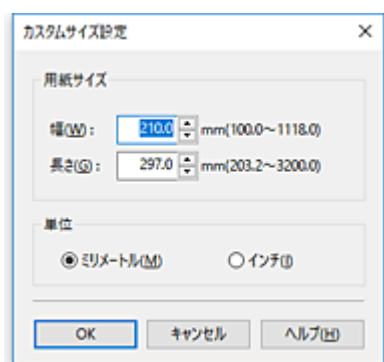 カスタムサイズ設定
用紙サイズ
幅(W)： 210.0 mm(100.0～1118.0)
長さ(G)： 297.0 mm(203.2～3200.0)
単位
ミリメートル(M) インチ(I)
OK キャンセル ヘルプ(H)